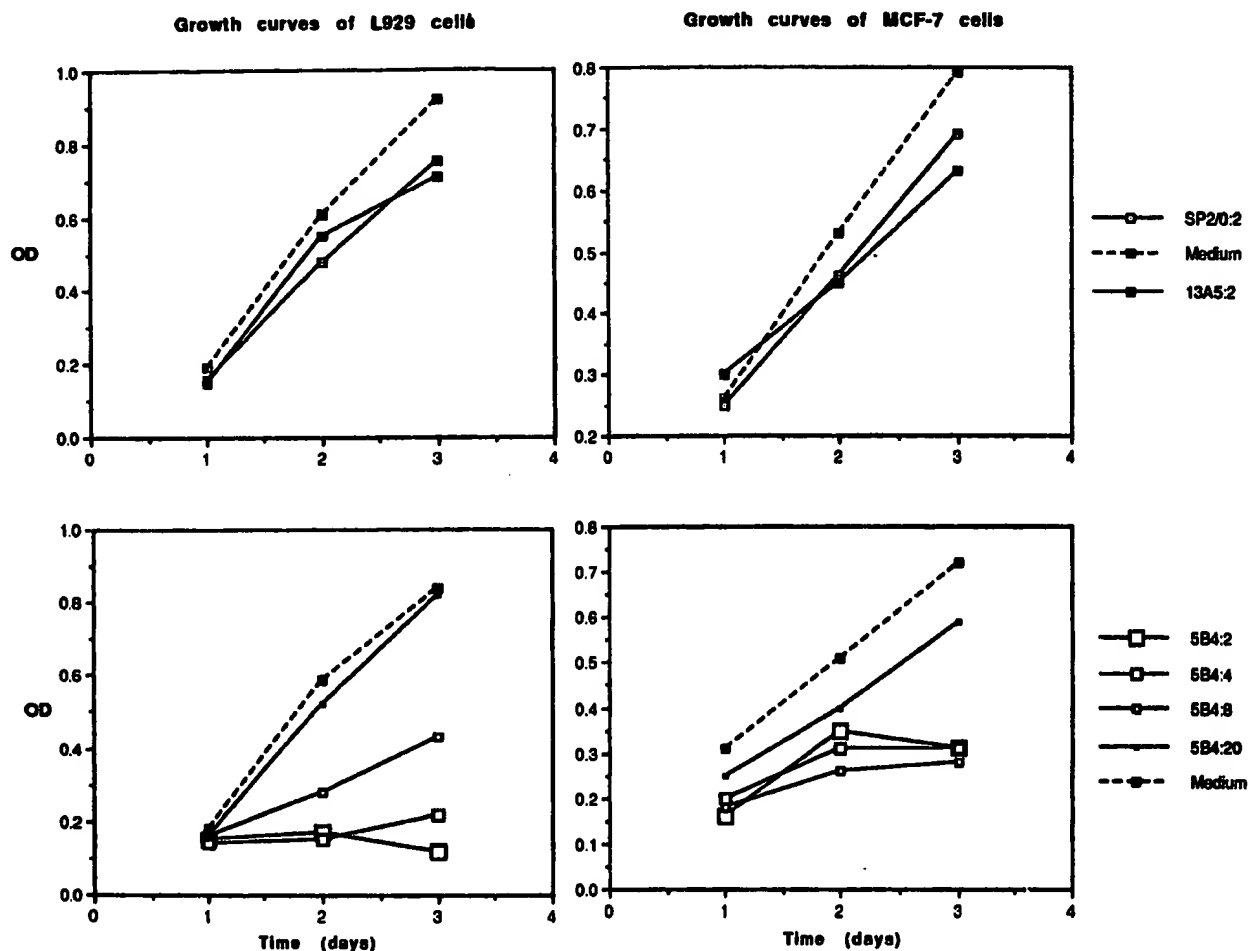 Growth curves of L929 cells
Growth curves of MCF-7 cells
1.0
0.8
0.6
0.4
0.2
0.0
OD
0 1 2 3 4
0.8
0.7
0.6
0.5
0.4
0.3
0.2
0 1 2 3 4
SP2/0:2
Medium
13A5:2
1.0
0.8
0.6
0.4
0.2
0.0
OD
0 1 2 3 4
Time (days)
0.8
0.7
0.6
0.5
0.4
0.3
0.2
0.1
0.0
0 1 2 3 4
Time (days)
5B4:2
5B4:4
5B4:8
5B4:20
Medium